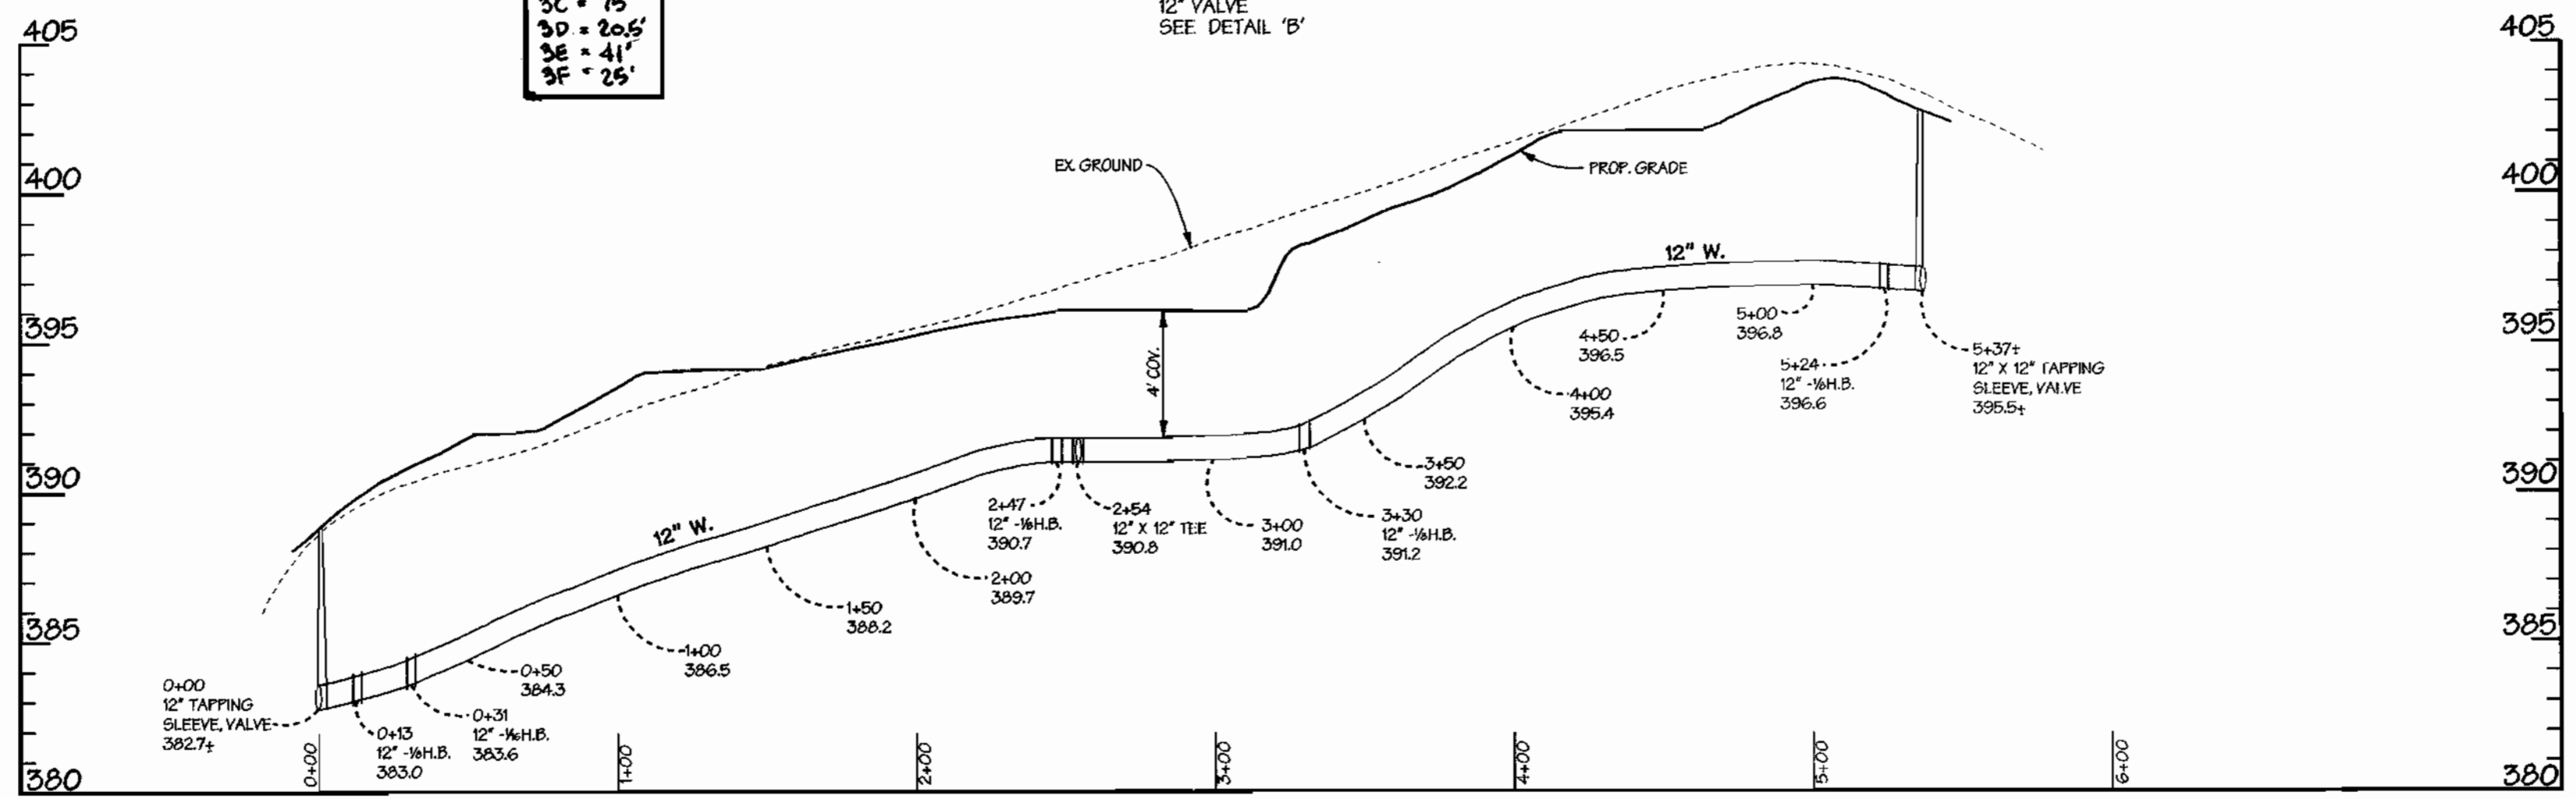 3C = 75'
3D = 20.5'
3E = 41'
3F = 25'
12" VALVE
SEE DETAIL 'B'
405
405
EX. GROUND
PROP. GRADE
400
400
12" W.
395
395
4' COV.
5+00
396.8
4+50
396.5
5+24
12" -⅛H.B.
396.6
5+37±
12" X 12" TAPPING
SLEEVE, VALVE
395.5±
4+00
395.4
390
390
3+50
392.2
2+47
12" -⅛H.B.
390.7
2+54
12" X 12" TEE
390.8
3+00
391.0
3+30
12" -⅛H.B.
391.2
12" W.
2+00
389.7
1+50
388.2
385
385
1+00
386.5
0+50
384.3
0+00
12" TAPPING
SLEEVE, VALVE
382.7±
0+13
12" -⅛H.B.
383.0
0+31
12" -1/16H.B.
383.6
380
0+00
1+00
2+00
3+00
4+00
5+00
6+00
380